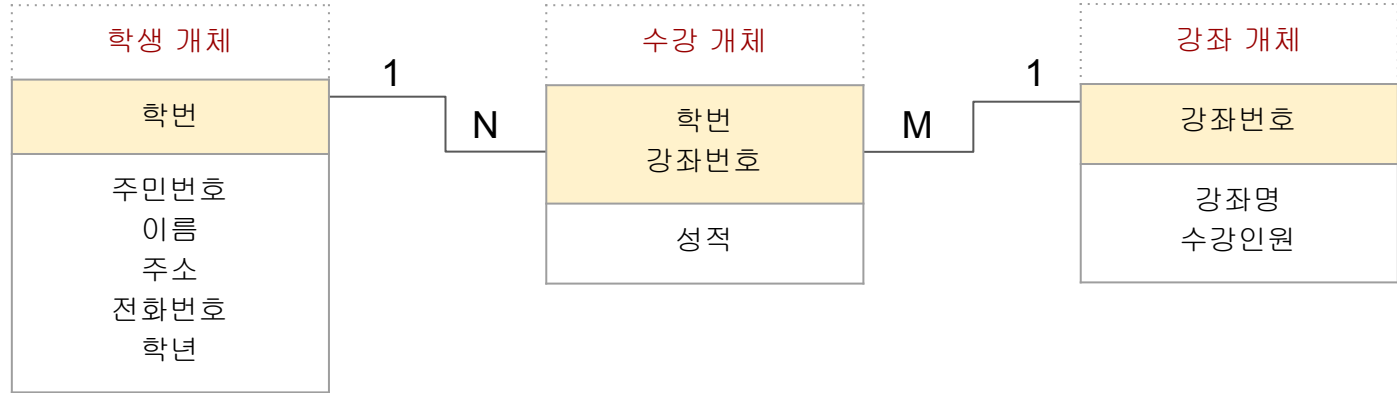 학생 개체
학번
주민번호
이름
주소
전화번호
학년
1
N
수강 개체
학번
강좌번호
성적
M
1
강좌 개체
강좌번호
강좌명
수강인원